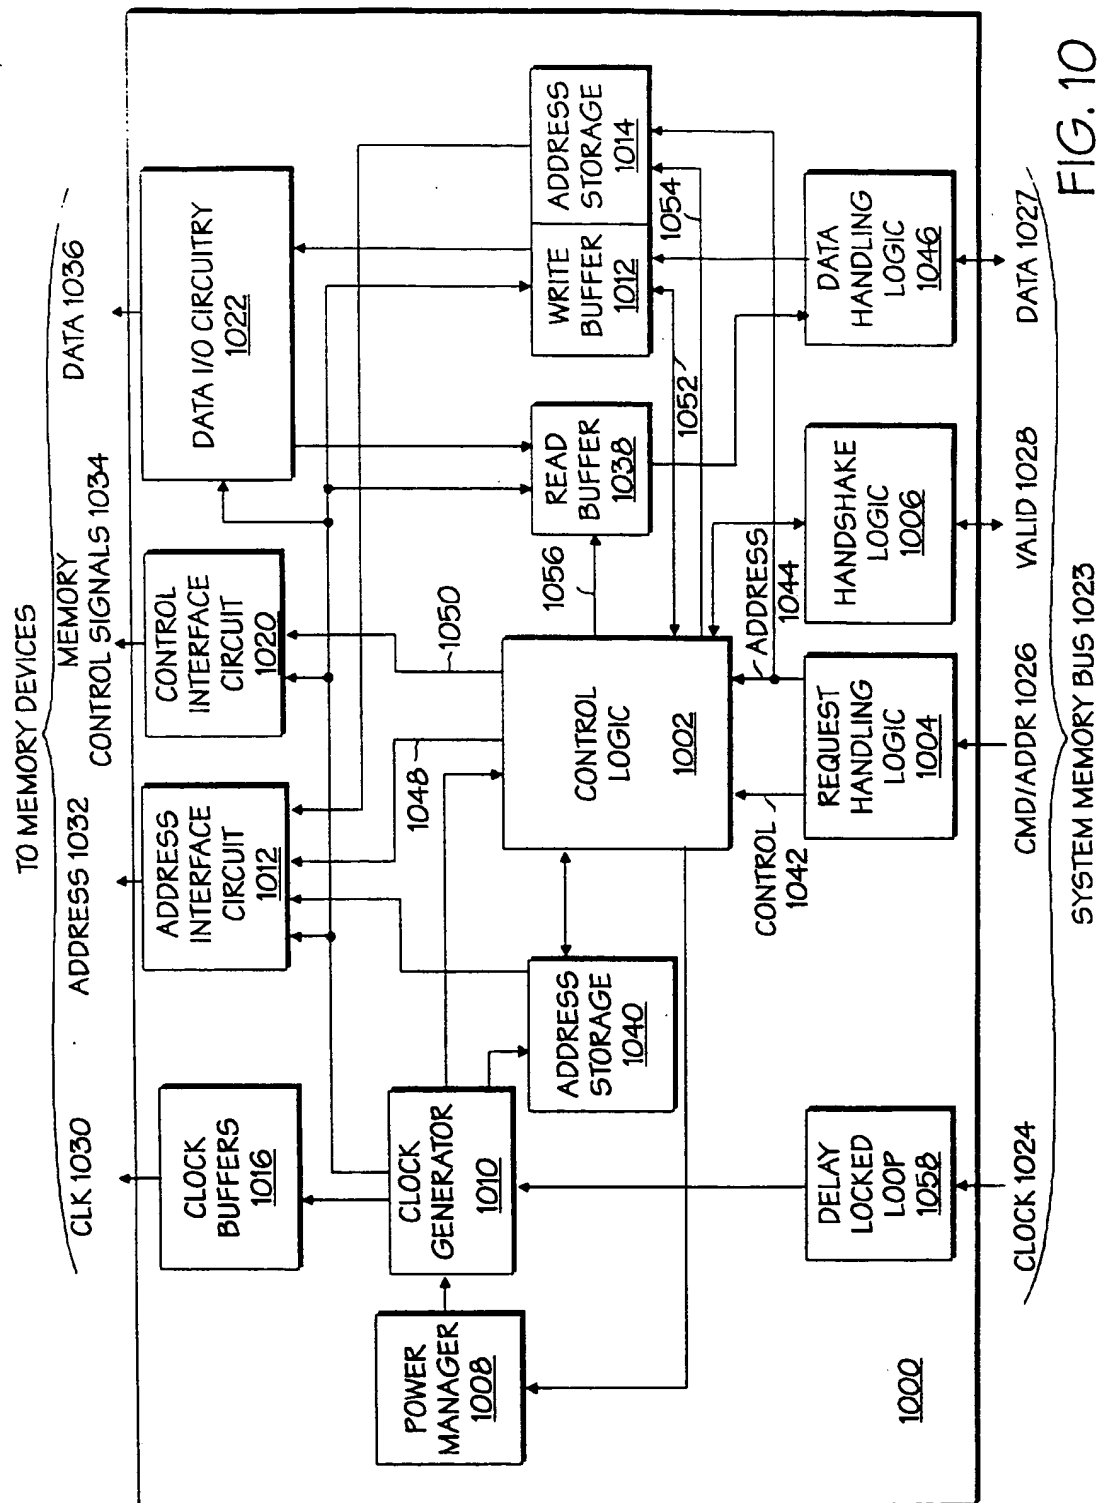 TO MEMORY DEVICES
CLK 1030
ADDRESS 1032
MEMORY
CONTROL SIGNALS 1034
DATA 1036
CLOCK
BUFFERS
1016
ADDRESS
INTERFACE
CIRCUIT
1012
CONTROL
INTERFACE
CIRCUIT
1020
DATA I/O CIRCUITRY
1022
POWER
MANAGER
1008
CLOCK
GENERATOR
1010
1048
1050
1056
ADDRESS
STORAGE
1040
CONTROL
LOGIC
1002
READ
BUFFER
1038
WRITE
BUFFER
1012
ADDRESS
STORAGE
1014
1052
1054
CONTROL
1042
ADDRESS
1044
DELAY
LOCKED
LOOP
1058
REQUEST
HANDLING
LOGIC
1004
HANDSHAKE
LOGIC
1006
DATA
HANDLING
LOGIC
1046
1000
CLOCK 1024
CMD/ADDR 1026
VALID 1028
DATA 1027
SYSTEM MEMORY BUS 1023
FIG. 10